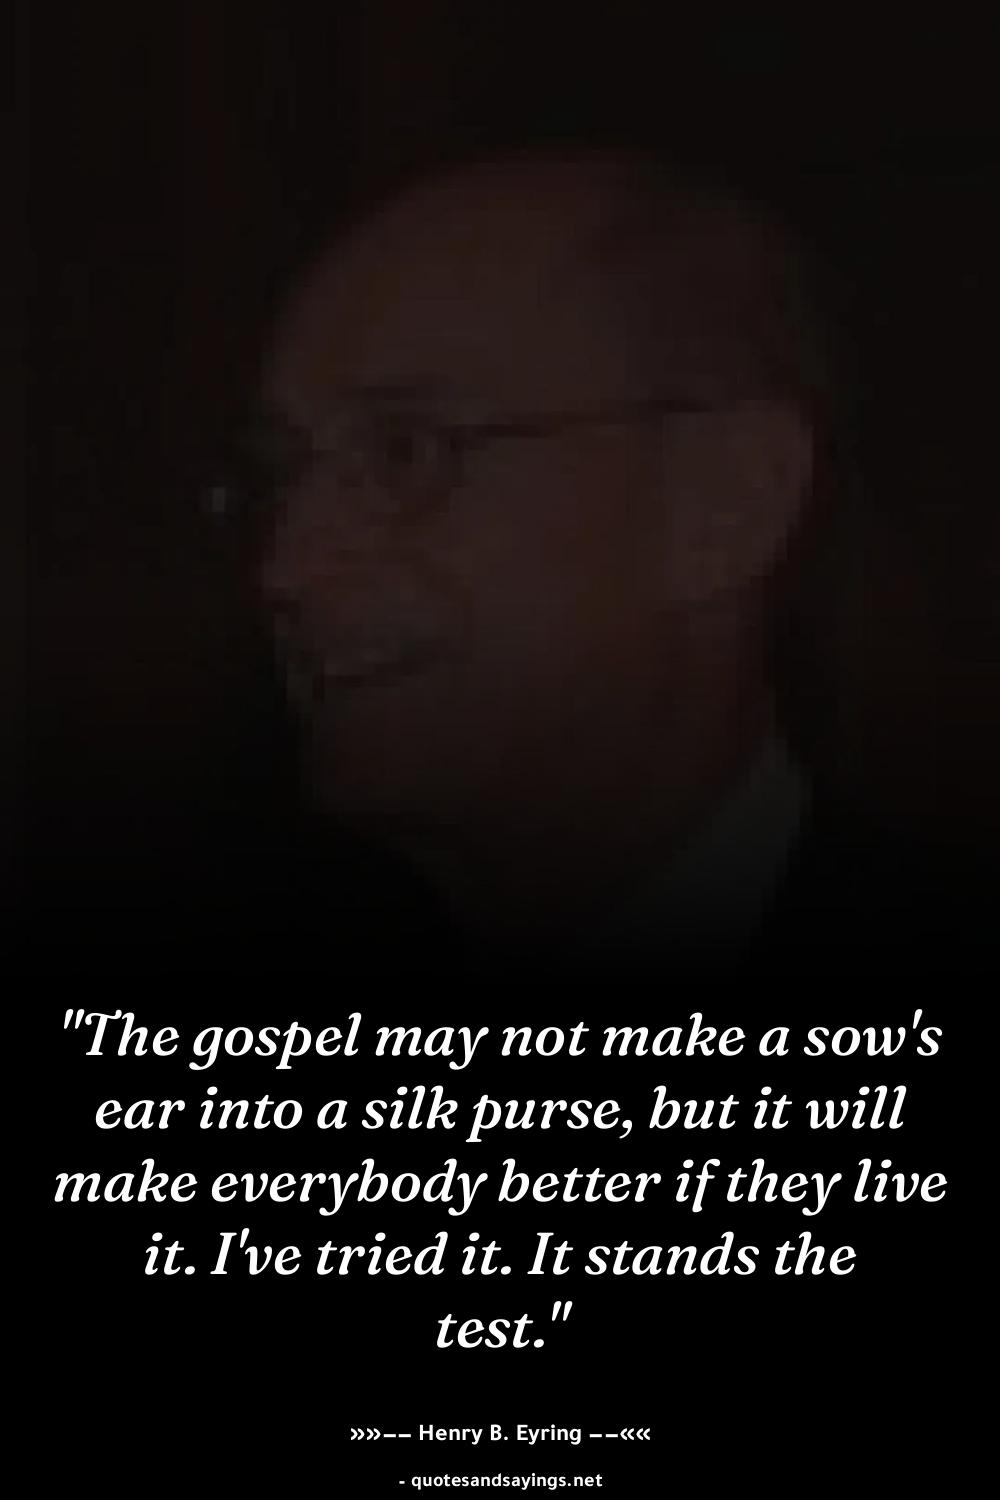 "The gospel may not make a sow's
ear into a silk purse, but it will
make everybody better if they live
it. I've tried it. It stands the
test."
»»−− Henry B. Eyring −−««
- quotesandsayings.net